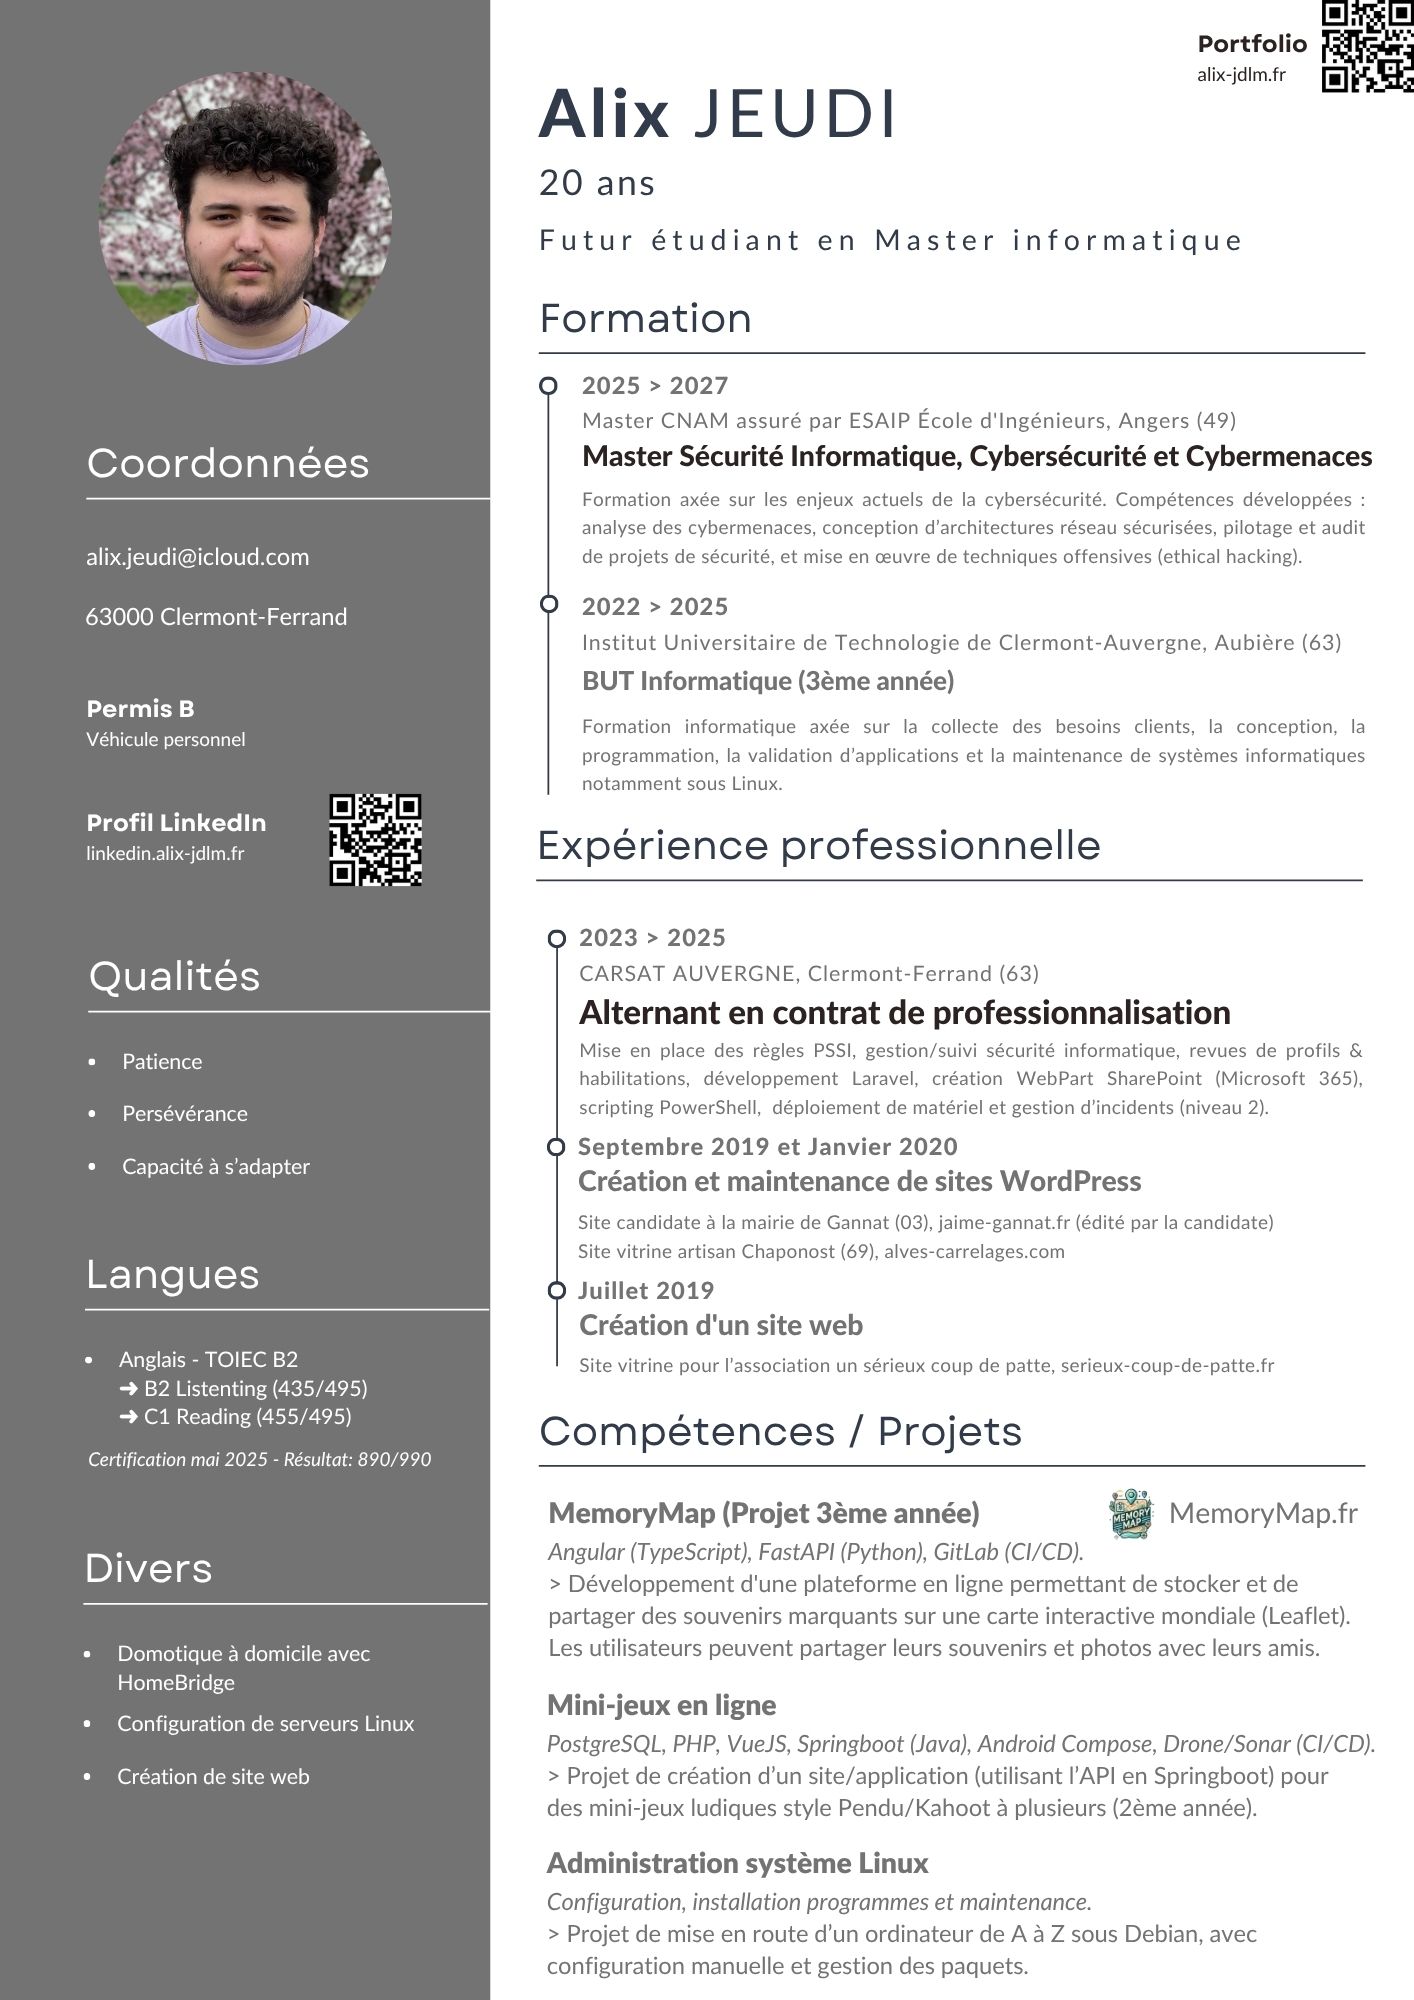 Portfolio
alix-jdlm.fr
Alix JEUDI
20 ans
Futur étudiant en Master informatique
Coordonnées
alix.jeudi@icloud.com
63000 Clermont-Ferrand
Permis B
Véhicule personnel
Profil LinkedIn
linkedin.alix-jdlm.fr
Qualités
• Patience
• Persévérance
• Capacité à s’adapter
Langues
• Anglais - TOIEC B2
➜ B2 Listenting (435/495)
➜ C1 Reading (455/495)
Certification mai 2025 - Résultat: 890/990
Divers
• Domotique à domicile avec
HomeBridge
• Configuration de serveurs Linux
• Création de site web
Formation
2025 > 2027
Master CNAM assuré par ESAIP École d'Ingénieurs, Angers (49)
Master Sécurité Informatique, Cybersécurité et Cybermenaces
Formation axée sur les enjeux actuels de la cybersécurité. Compétences développées :
analyse des cybermenaces, conception d’architectures réseau sécurisées, pilotage et audit
de projets de sécurité, et mise en œuvre de techniques offensives (ethical hacking).
2022 > 2025
Institut Universitaire de Technologie de Clermont-Auvergne, Aubière (63)
BUT Informatique (3ème année)
Formation informatique axée sur la collecte des besoins clients, la conception, la
programmation, la validation d’applications et la maintenance de systèmes informatiques
notamment sous Linux.
Expérience professionnelle
2023 > 2025
CARSAT AUVERGNE, Clermont-Ferrand (63)
Alternant en contrat de professionnalisation
Mise en place des règles PSSI, gestion/suivi sécurité informatique, revues de profils &
habilitations, développement Laravel, création WebPart SharePoint (Microsoft 365),
scripting PowerShell, déploiement de matériel et gestion d’incidents (niveau 2).
Septembre 2019 et Janvier 2020
Création et maintenance de sites WordPress
Site candidate à la mairie de Gannat (03), jaime-gannat.fr (édité par la candidate)
Site vitrine artisan Chaponost (69), alves-carrelages.com
Juillet 2019
Création d'un site web
Site vitrine pour l’association un sérieux coup de patte, serieux-coup-de-patte.fr
Compétences / Projets
MemoryMap (Projet 3ème année)
MEMORY MAP
MemoryMap.fr
Angular (TypeScript), FastAPI (Python), GitLab (CI/CD).
> Développement d'une plateforme en ligne permettant de stocker et de
partager des souvenirs marquants sur une carte interactive mondiale (Leaflet).
Les utilisateurs peuvent partager leurs souvenirs et photos avec leurs amis.
Mini-jeux en ligne
PostgreSQL, PHP, VueJS, Springboot (Java), Android Compose, Drone/Sonar (CI/CD).
> Projet de création d’un site/application (utilisant l’API en Springboot) pour
des mini-jeux ludiques style Pendu/Kahoot à plusieurs (2ème année).
Administration système Linux
Configuration, installation programmes et maintenance.
> Projet de mise en route d’un ordinateur de A à Z sous Debian, avec
configuration manuelle et gestion des paquets.